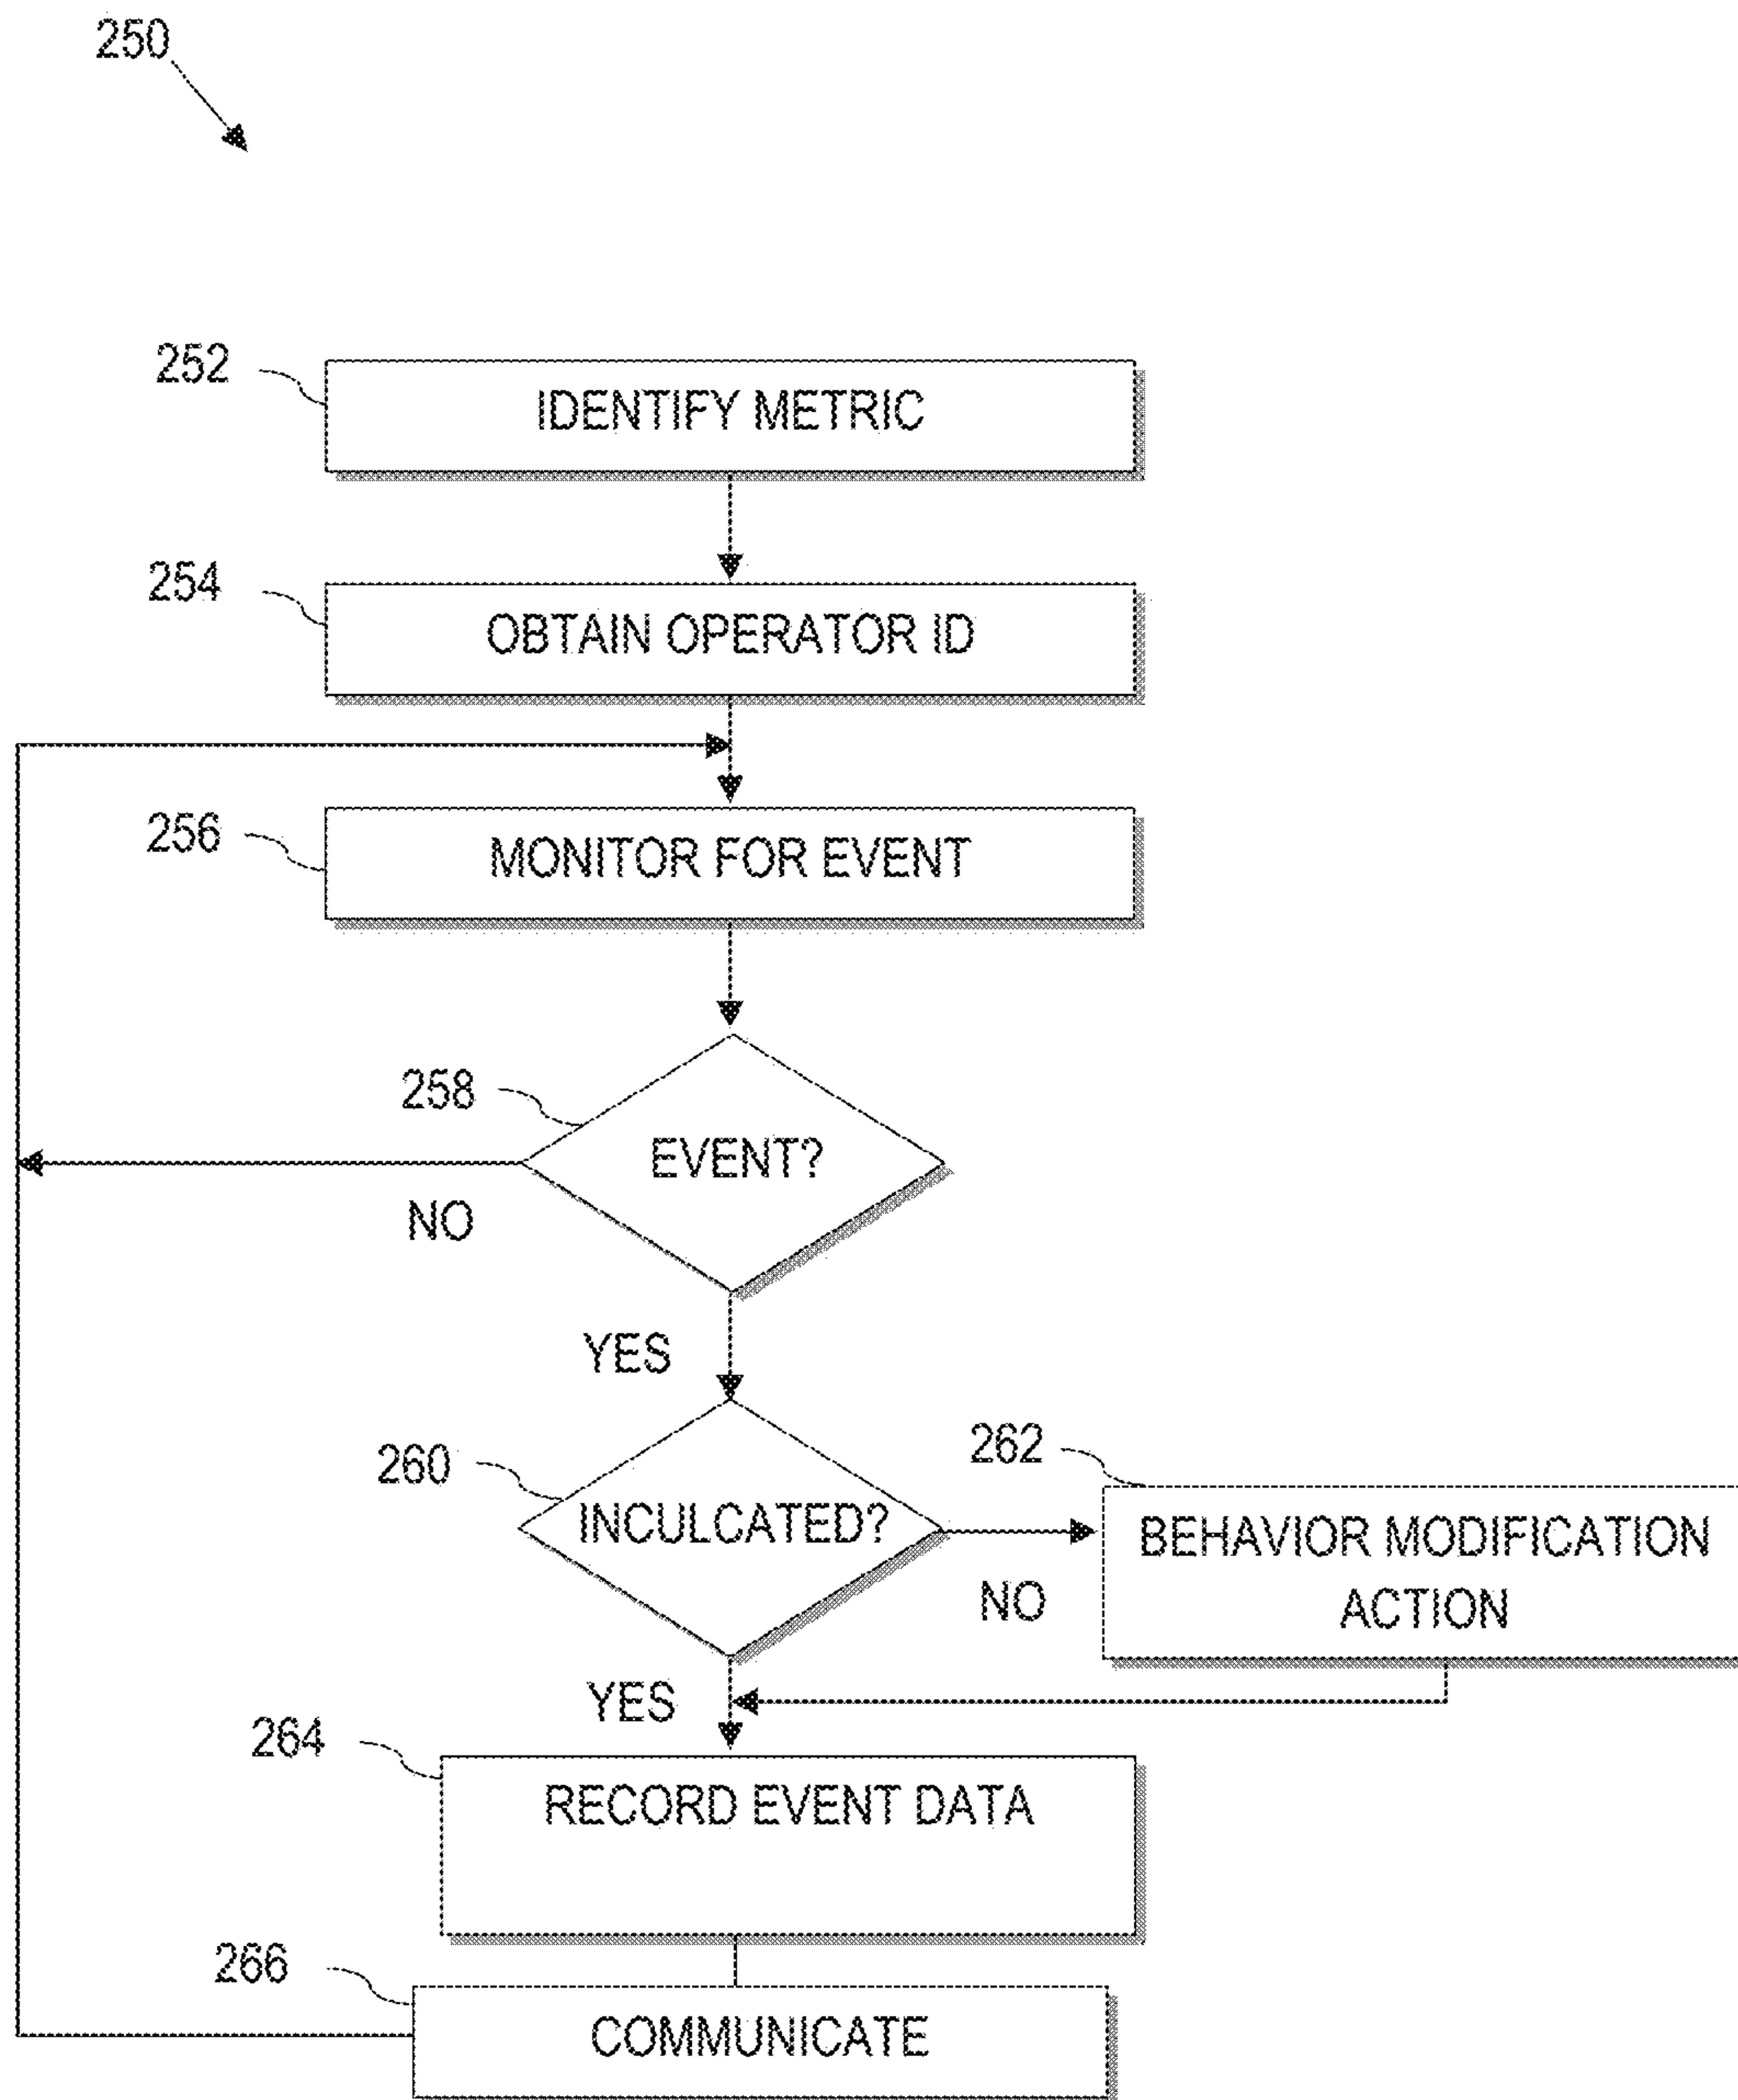 250
252
IDENTIFY METRIC
254
OBTAIN OPERATOR ID
256
MONITOR FOR EVENT
258
EVENT?
NO
YES
260
INCULCATED?
262
BEHAVIOR MODIFICATION
ACTION
NO
YES
264
RECORD EVENT DATA
266
COMMUNICATE